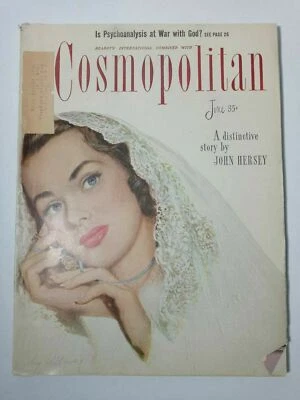 Is Psychoanalysis at War with God? SEE PAGE 26
HEARST'S INTERNATIONAL COMBINED WITH
Cosmopolitan
June 35¢
A distinctive
story by
JOHN HERSEY